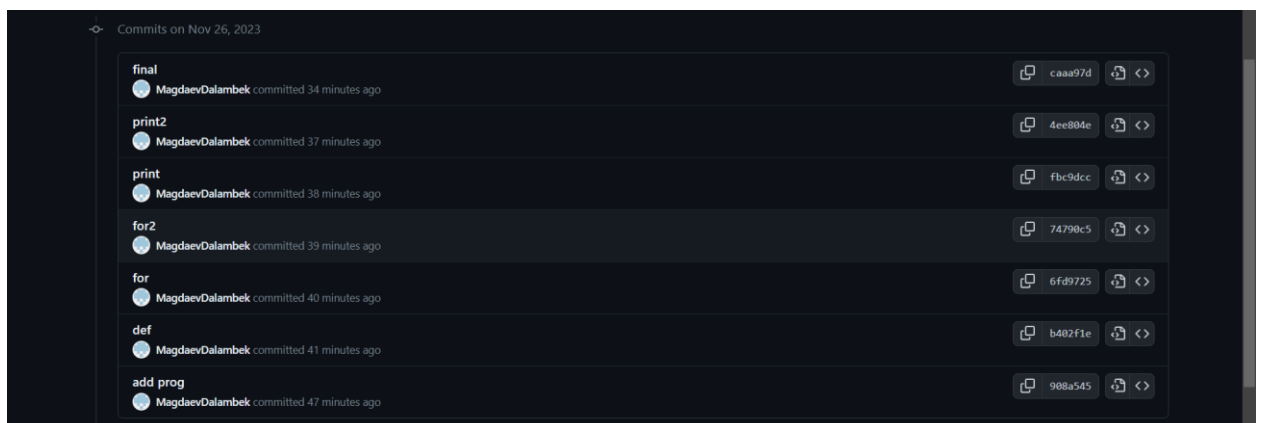 Commits on Nov 26, 2023
final
caaa97d
MagdaevDalambek committed 34 minutes ago
print2
4ee804e
MagdaevDalambek committed 37 minutes ago
print
fbc9dcc
MagdaevDalambek committed 38 minutes ago
for2
74790c5
MagdaevDalambek committed 39 minutes ago
for
6fd9725
MagdaevDalambek committed 40 minutes ago
def
b402f1e
MagdaevDalambek committed 41 minutes ago
add prog
908a545
MagdaevDalambek committed 47 minutes ago